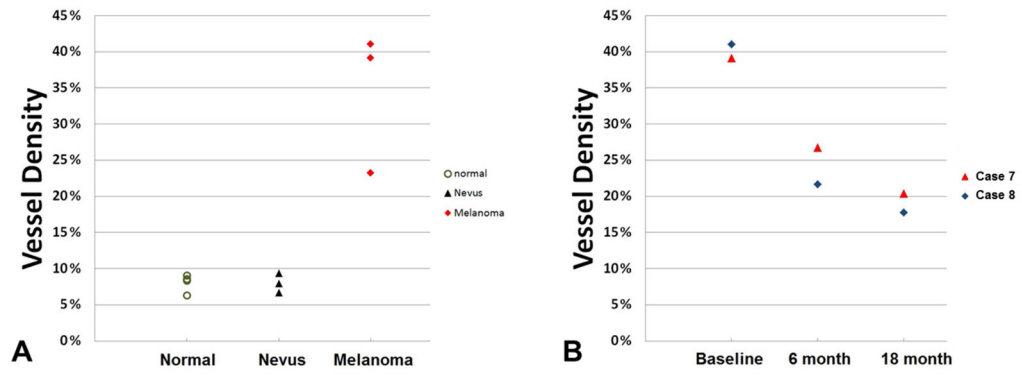 45%
40%
35%
30%
25%
20%
15%
10%
5%
0%
Vessel Density
normal
Nevus
Melanoma
Normal Nevus Melanoma
A
45%
40%
35%
30%
25%
20%
15%
10%
5%
0%
Vessel Density
Case 7
Case 8
Baseline 6 month 18 month
B